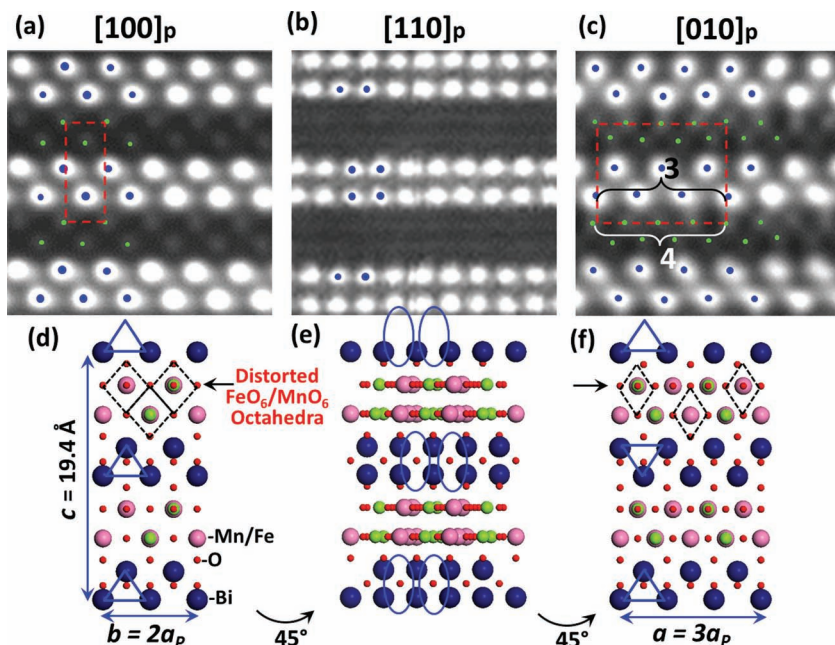 (a) [100]p (b) [110]p (c) [010]p
3
4
(d) (e) (f)
Distorted
FeO6/MnO6
Octahedra
c = 19.4 Å
-Mn/Fe
-O
-Bi
b = 2aP
45°
45°
a = 3aP